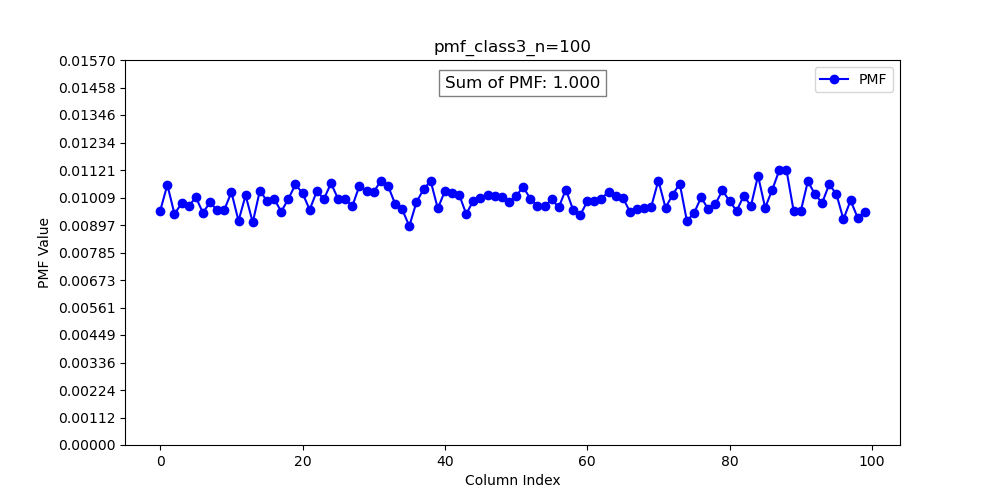 pmf_class3_n=100
Sum of PMF: 1.000
PMF
PMF Value
0.01570
0.01458
0.01346
0.01234
0.01121
0.01009
0.00897
0.00785
0.00673
0.00561
0.00449
0.00336
0.00224
0.00112
0.00000
0 20 40 60 80 100
Column Index